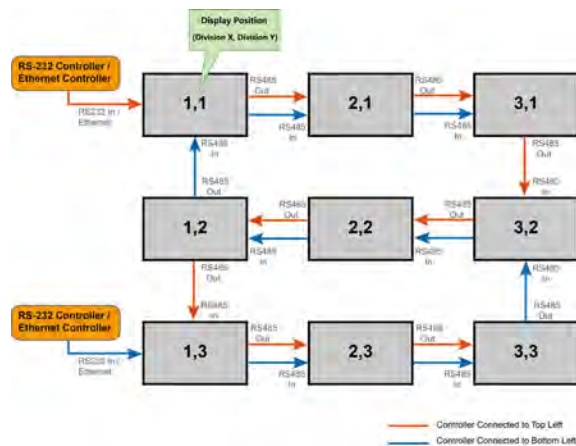 Display Position
(Division X, Division Y)
RS-232 Controller /
Ethernet Controller
RS232 In /
Ethernet
1,1
RS485
Out
RS485
In
2,1
RS485
Out
RS485
In
3,1
RS485
Out
RS485
In
RS485
In
RS485
Out
1,2
RS485
Out
RS485
In
2,2
RS485
Out
RS485
In
3,2
RS485
Out
RS485
In
RS485
In
RS485
Out
RS-232 Controller /
Ethernet Controller
RS232 In /
Ethernet
1,3
RS485
Out
RS485
In
2,3
RS485
Out
RS485
In
3,3
Controller Connected to Top Left
Controller Connected to Bottom Left